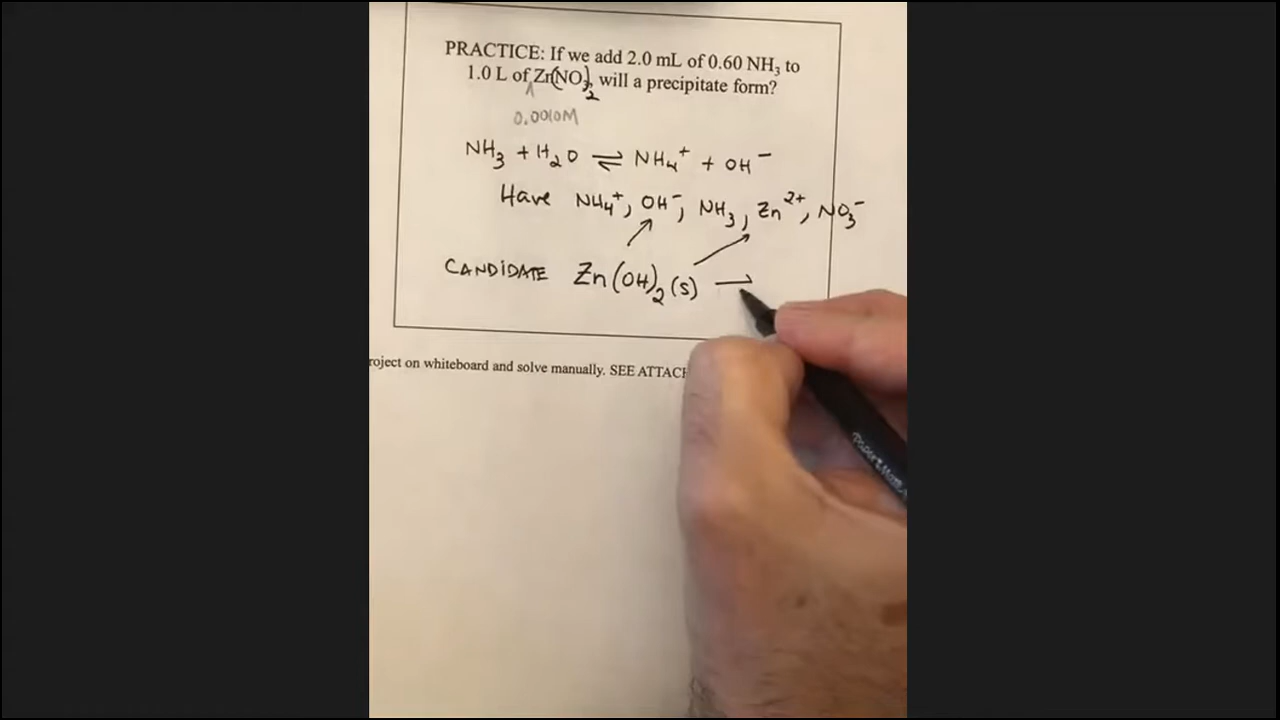 PRACTICE: If we add 2.0 mL of 0.60 NH₃ to
1.0 L of Zn(NO₃)₂, will a precipitate form?
0.0010M
NH₃ + H₂O ⇌ NH₄⁺ + OH⁻
Have NH₄⁺, OH⁻, NH₃, Zn²⁺, NO₃⁻
CANDIDATE Zn(OH)₂(s) ⇀
roject on whiteboard and solve manually. SEE ATTACH